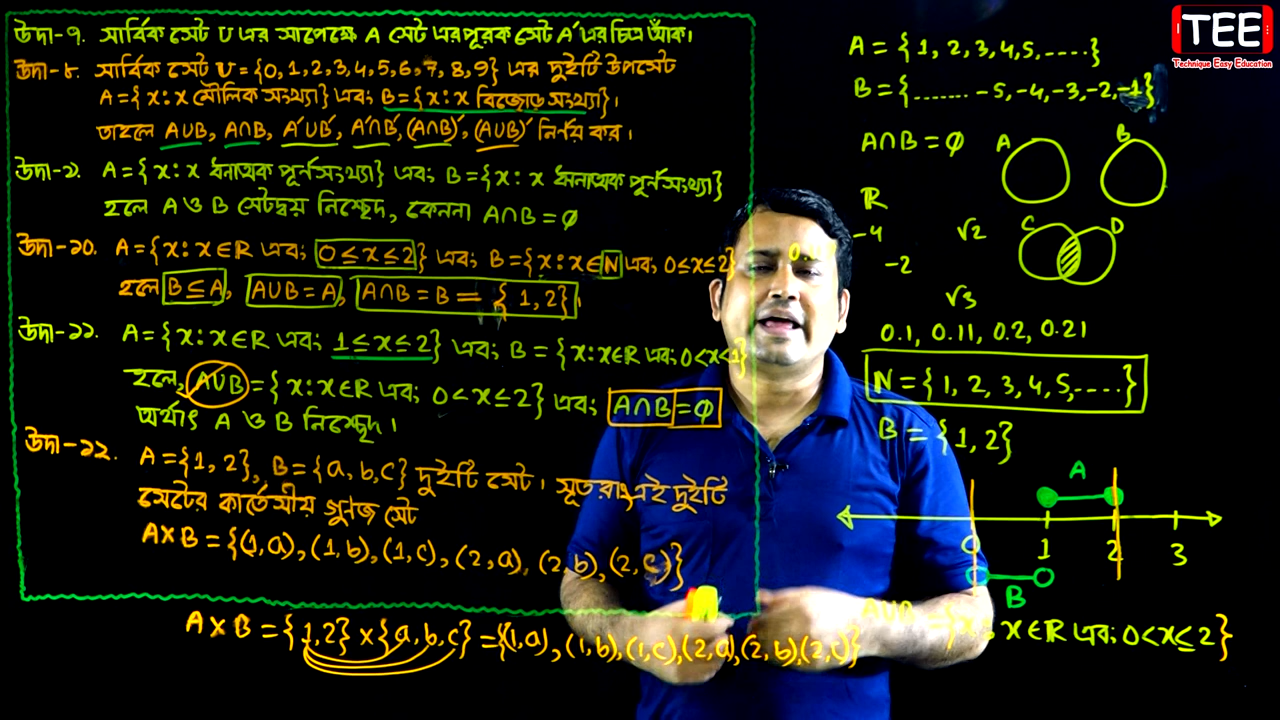 উদা-৭. সার্বিক সেট U এর সাপেক্ষে A সেট এর পূরক সেট A′ এর চিত্র আঁক।
উদা-৮. সার্বিক সেট U = {0, 1, 2, 3, 4, 5, 6, 7, 8, 9} এর দুইটি উপসেট
A = {x : x মৌলিক সংখ্যা} এবং B = {x : x বিজোড় সংখ্যা}।
তাহলে A∪B, A∩B, A′∪B′, A′∩B′, (A∩B)′, (A∪B)′ নির্ণয় কর।
উদা-৯. A = {x : x ধনাত্মক পূর্নসংখ্যা} এবং B = {x : x ঋনাত্মক পূর্নসংখ্যা}
হলে A ও B সেটদ্বয় নিশ্ছেদ, কেননা A∩B = φ
উদা-১০. A = {x : x∈R এবং 0 ≤ x ≤ 2} এবং B = {x : x∈N এবং 0 ≤ x ≤ 2}
হলে B ⊆ A, A∪B = A, A∩B = B = {1, 2}।
উদা-১১. A = {x : x∈R এবং 1 ≤ x ≤ 2} এবং B = {x : x∈R এবং 0 < x < 1}
হলে, A∪B = {x : x∈R এবং 0 < x ≤ 2} এবং A∩B = φ
অর্থাৎ A ও B নিশ্ছেদ।
উদা-১২. A = {1, 2}, B = {a, b, c} দুইটি সেট। সূতরাং এই দুইটি
সেটের কার্তেসীয় গুণজ সেট
A×B = {(1, a), (1, b), (1, c), (2, a), (2, b), (2, c)}
A × B = {1, 2} × {a, b, c} = {(1, a), (1, b), (1, c), (2, a), (2, b), (2, c)}
TEE
Technique Easy Education
A = {1, 2, 3, 4, 5, ....}
B = {....... -5, -4, -3, -2, -1}
A∩B = φ
A B
R
C D
-4 √2
-2
√3
0.1, 0.11, 0.2, 0.21
N = {1, 2, 3, 4, 5, ....}
B = {1, 2}
A
0 1 2 3
B
A∪B = {x : x∈R এবং 0 < x ≤ 2}